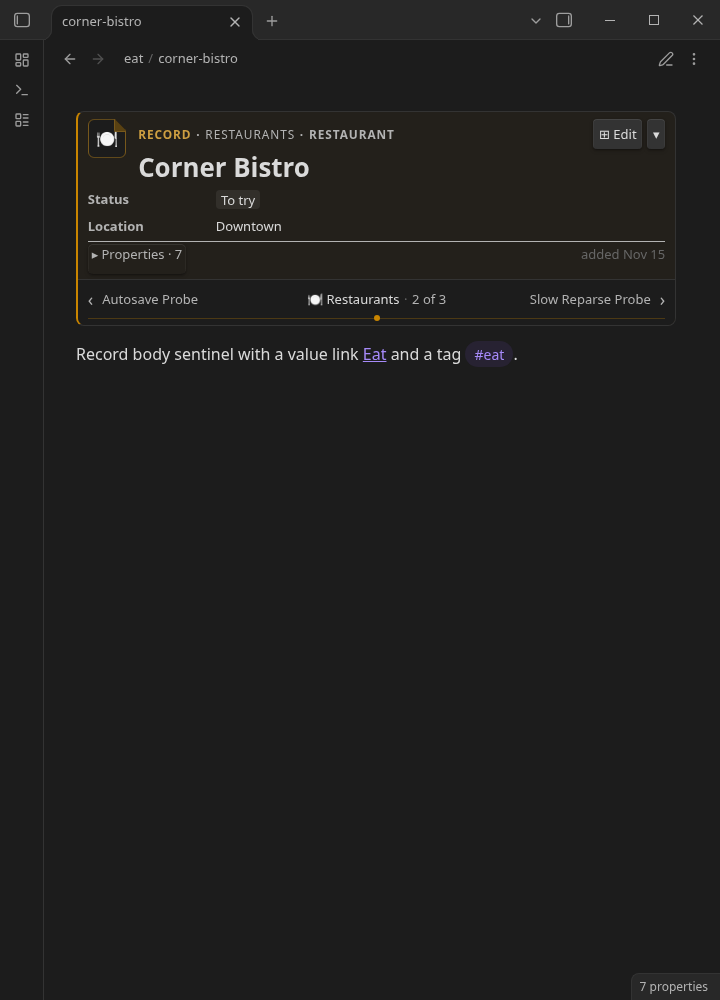 corner-bistro
eat / corner-bistro
RECORD · RESTAURANTS · RESTAURANT
Edit
Corner Bistro
Status To try
Location Downtown
Properties · 7 added Nov 15
‹ Autosave Probe Restaurants · 2 of 3 Slow Reparse Probe ›
Record body sentinel with a value link Eat and a tag #eat.
7 properties